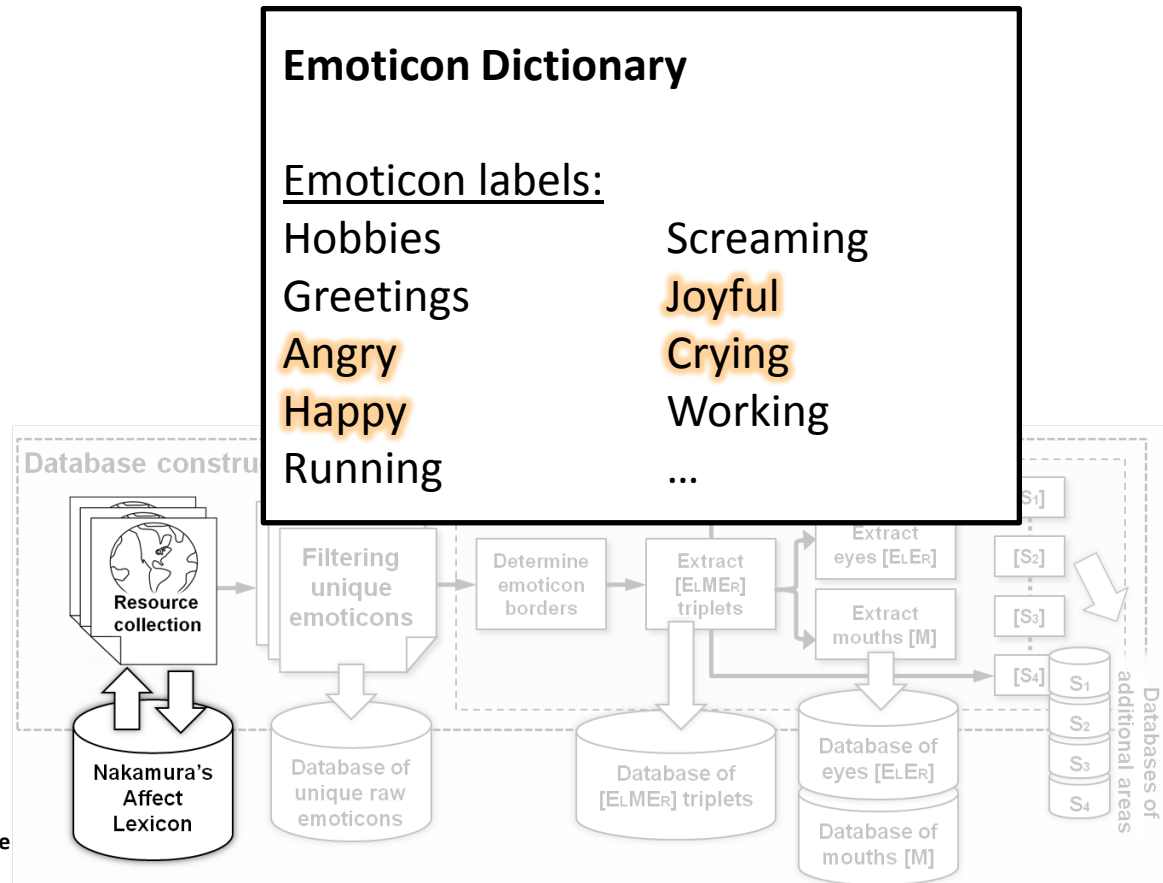 Emoticon Dictionary
Emoticon labels:
Hobbies
Greetings
Angry
Happy
Running
Screaming
Joyful
Crying
Working
...
Database constru
Resource
collection
Nakamura's
Affect
Lexicon
Filtering
unique
emoticons
Database of
unique raw
emoticons
Determine
emoticon
borders
Extract
[ELMER]
triplets
Database of
[ELMER] triplets
Extract
eyes [ELER]
Extract
mouths [M]
Database of
eyes [ELER]
Database of
mouths [M]
S1]
[S2]
[S3]
[S4]
S1
S2
S3
S4
Databases of
additional areas
e